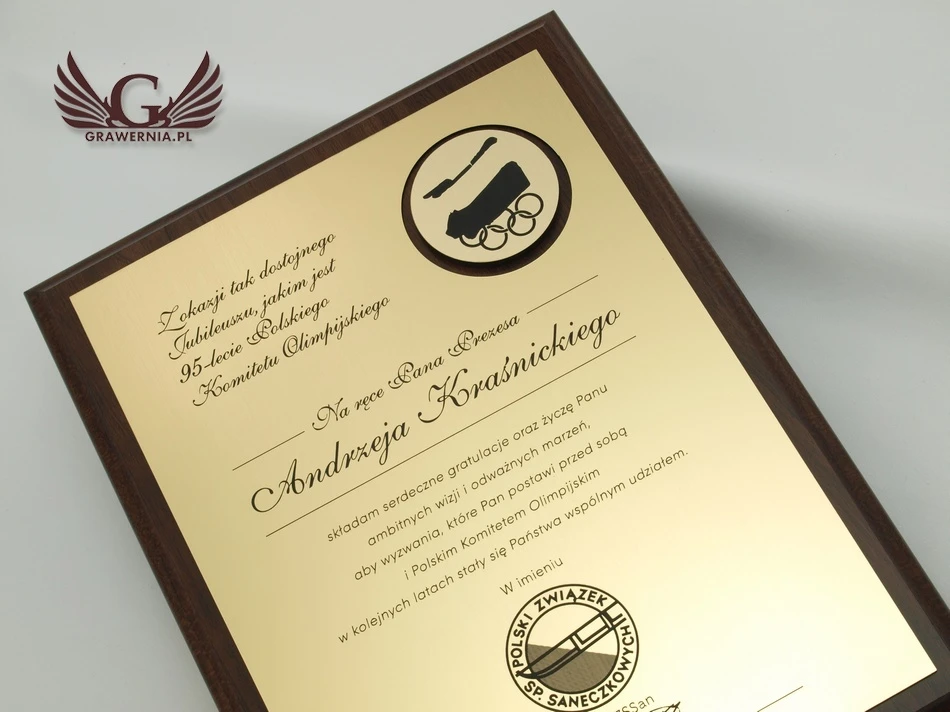 G
GRAWERNIA.PL
Z okazji tak dostojnego
Jubileuszu, jakim jest
95-lecie Polskiego
Komitetu Olimpijskiego
Na ręce Pana Prezesa
Andrzeja Kraśnickiego
składam serdeczne gratulacje oraz życzę Panu
ambitnych wizji i odważnych marzeń,
aby wyzwania, które Pan postawi przed sobą
i Polskim Komitetem Olimpijskim
w kolejnych latach stały się Państwa wspólnym udziałem.
W imieniu
POLSKI ZWIĄZEK
SP. SANECZKOWYCH